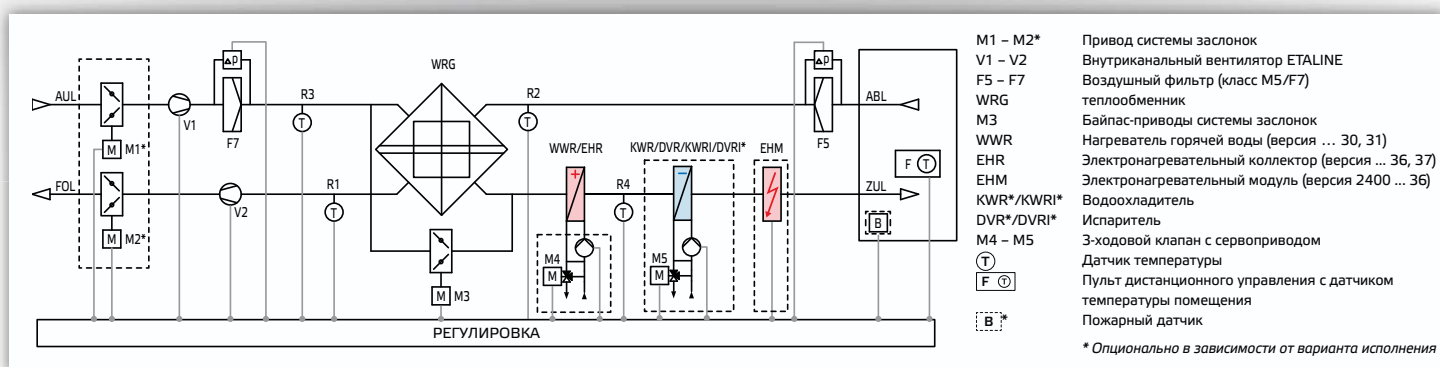 WRG
Δp
Δp
AUL
R3
R2
ABL
V1
F7
F5
M M1*
WWR/EHR
KWR/DVR/KWRI/DVRI*
EHM
F T
FOL
R1
R4
ZUL
V2
T
T
T
T
B
M M2*
M4
M
M5
M
M M3
РЕГУЛИРОВКА
M1 – M2* Привод системы заслонок
V1 – V2 Внутриканальный вентилятор ETALINE
F5 – F7 Воздушный фильтр (класс M5/F7)
WRG теплообменник
M3 Байпас-приводы системы заслонок
WWR Нагреватель горячей воды (версия … 30, 31)
EHR Электронагревательный коллектор (версия ... 36, 37)
EHM Электронагревательный модуль (версия 2400 ... 36)
KWR*/KWRI* Водоохладитель
DVR*/DVRI* Испаритель
M4 – M5 3-ходовой клапан с сервоприводом
T Датчик температуры
F T Пульт дистанционного управления с датчиком
температуры помещения
B * Пожарный датчик
* Опционально в зависимости от варианта исполнения